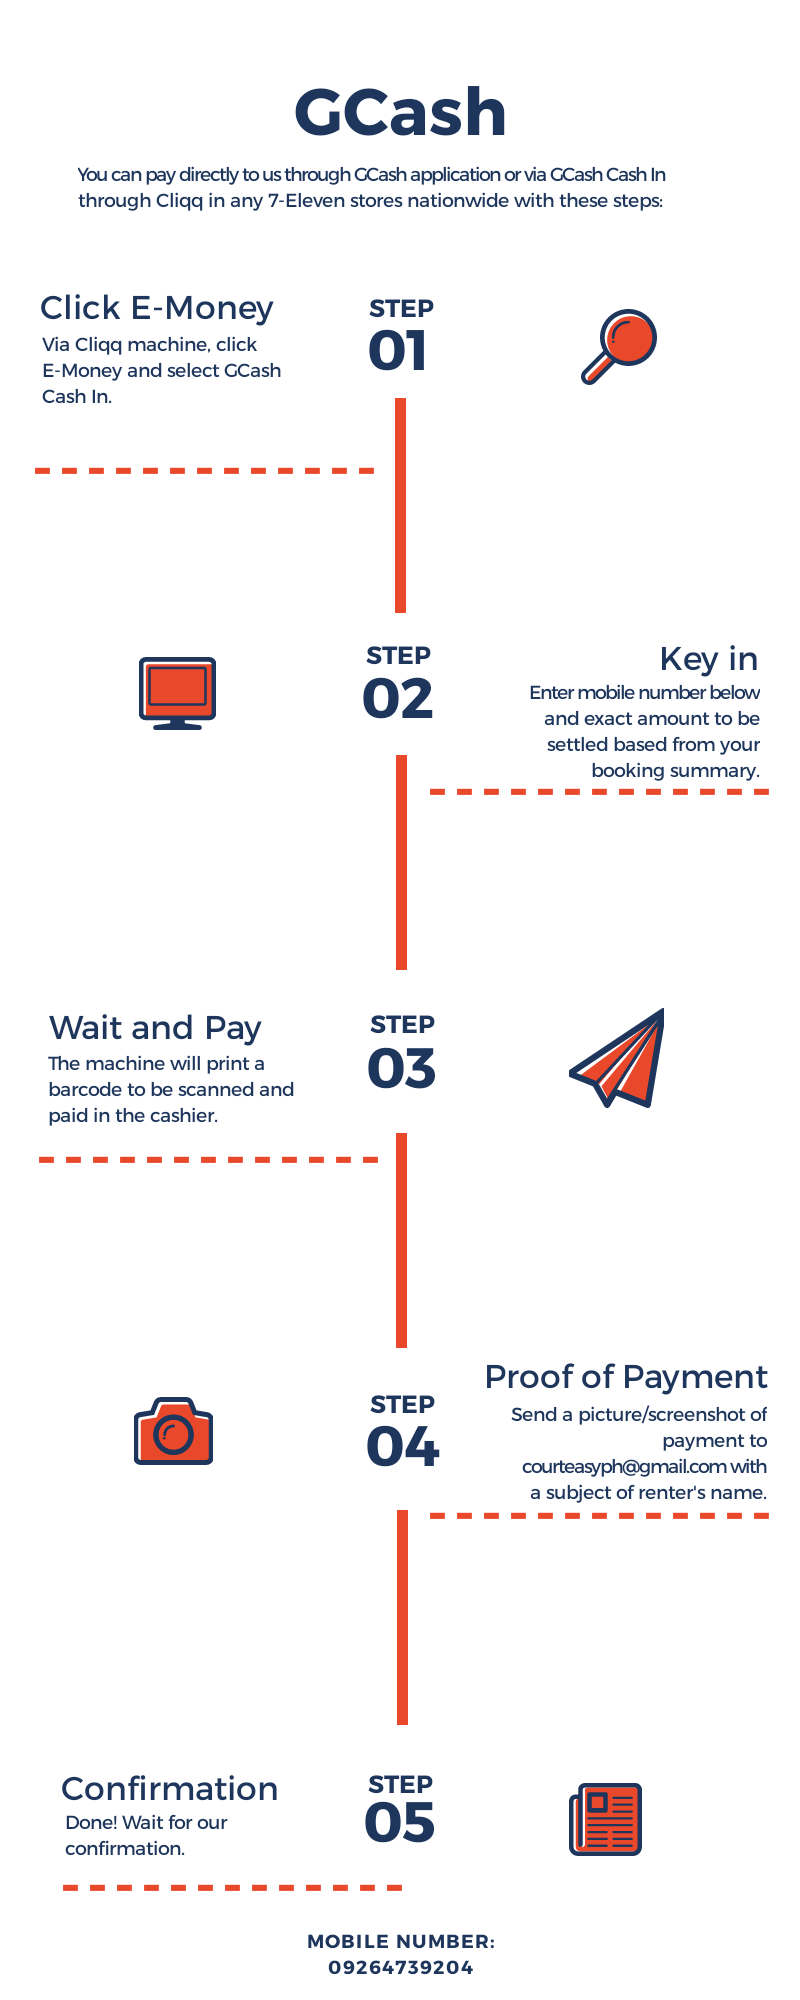 GCash
You can pay directly to us through GCash application or via GCash Cash In
through Cliqq in any 7-Eleven stores nationwide with these steps:
Click E-Money
Via Cliqq machine, click
E-Money and select GCash
Cash In.
STEP
01
STEP
02
Key in
Enter mobile number below
and exact amount to be
settled based from your
booking summary.
Wait and Pay
The machine will print a
barcode to be scanned and
paid in the cashier.
STEP
03
STEP
04
Proof of Payment
Send a picture/screenshot of
payment to
courteasyph@gmail.com with
a subject of renter's name.
Confirmation
Done! Wait for our
confirmation.
STEP
05
MOBILE NUMBER:
09264739204